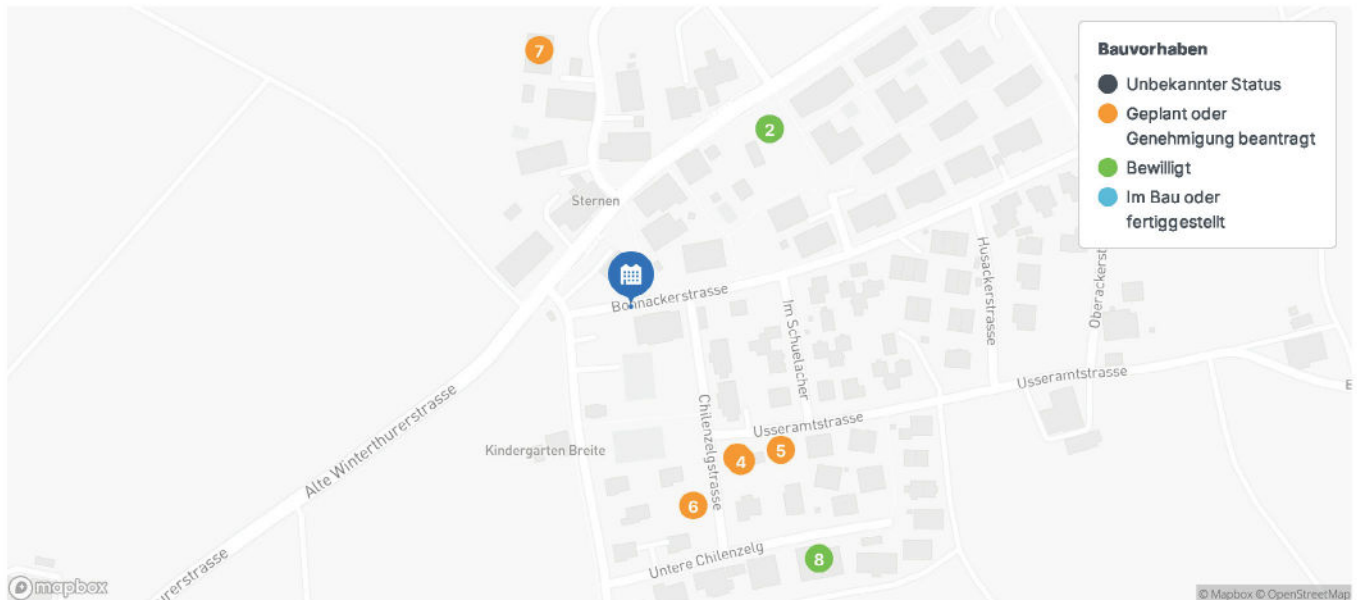 7
2
Bauvorhaben
Unbekannter Status
Geplant oder
Genehmigung beantragt
Bewilligt
Im Bau oder
fertiggestellt
Sternen
Bonnackerstrasse
Im Schuelacher
Husackerstrasse
Oberackerst
Usseramtstrasse
E
Alte Winterthurerstrasse
Chilenzelgstrasse
Usseramtstrasse
Kindergarten Breite
4
5
6
Untere Chilenzelg
8
urerstrasse
mapbox
© Mapbox © OpenStreetMap